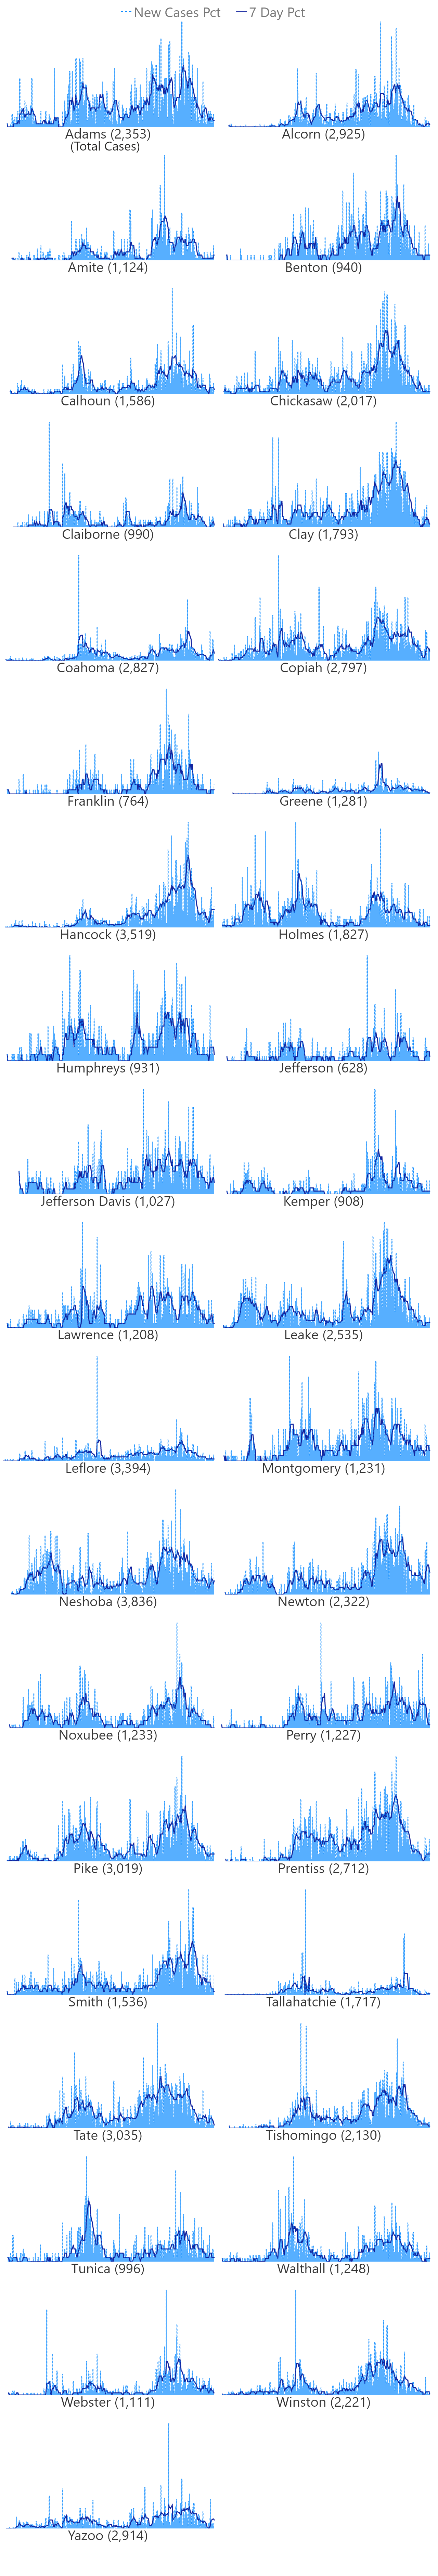 New Cases Pct 7 Day Pct
Adams (2,353)
(Total Cases)
Alcorn (2,925)
Amite (1,124)
Benton (940)
Calhoun (1,586)
Chickasaw (2,017)
Claiborne (990)
Clay (1,793)
Coahoma (2,827)
Copiah (2,797)
Franklin (764)
Greene (1,281)
Hancock (3,519)
Holmes (1,827)
Humphreys (931)
Jefferson (628)
Jefferson Davis (1,027)
Kemper (908)
Lawrence (1,208)
Leake (2,535)
Leflore (3,394)
Montgomery (1,231)
Neshoba (3,836)
Newton (2,322)
Noxubee (1,233)
Perry (1,227)
Pike (3,019)
Prentiss (2,712)
Smith (1,536)
Tallahatchie (1,717)
Tate (3,035)
Tishomingo (2,130)
Tunica (996)
Walthall (1,248)
Webster (1,111)
Winston (2,221)
Yazoo (2,914)